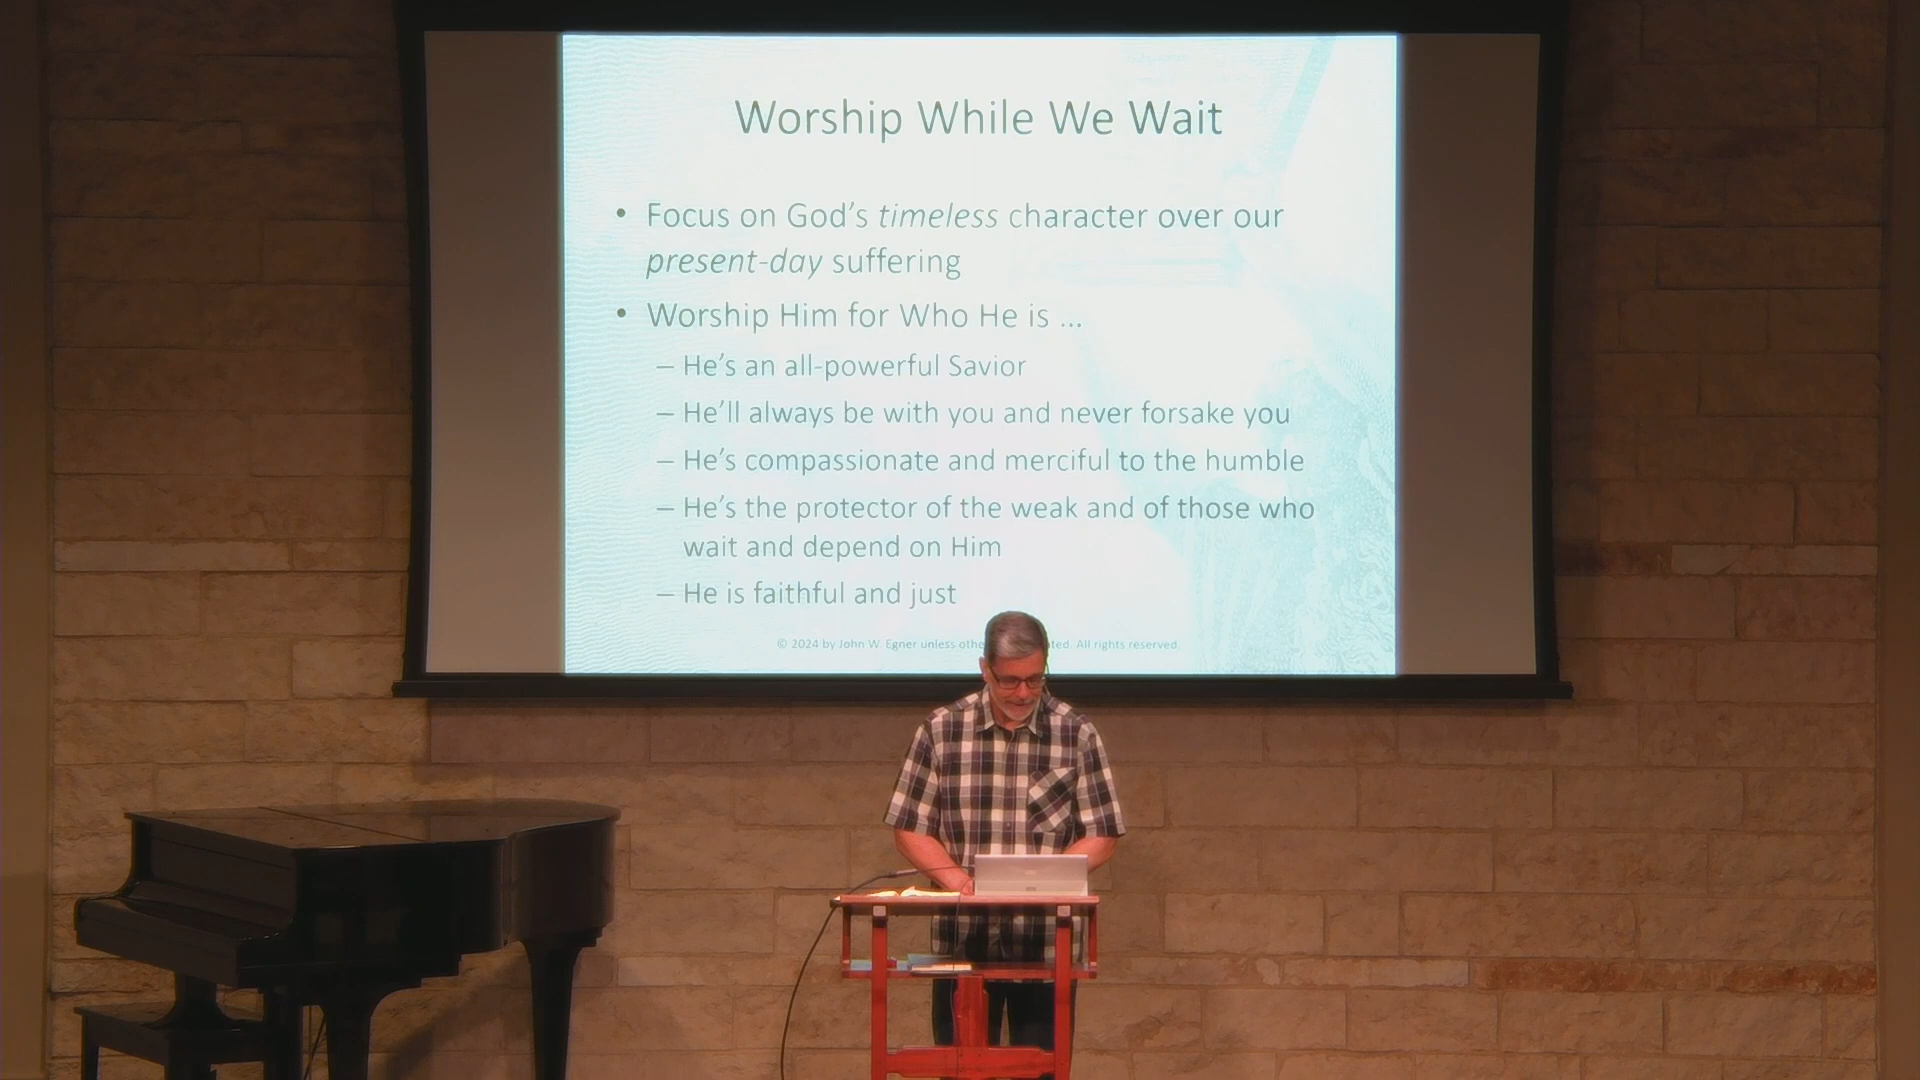 Worship While We Wait
• Focus on God's timeless character over our
present-day suffering
• Worship Him for Who He is ...
– He's an all-powerful Savior
– He'll always be with you and never forsake you
– He's compassionate and merciful to the humble
– He's the protector of the weak and of those who
wait and depend on Him
– He is faithful and just
© 2024 by John W. Egner unless All rights reserved.